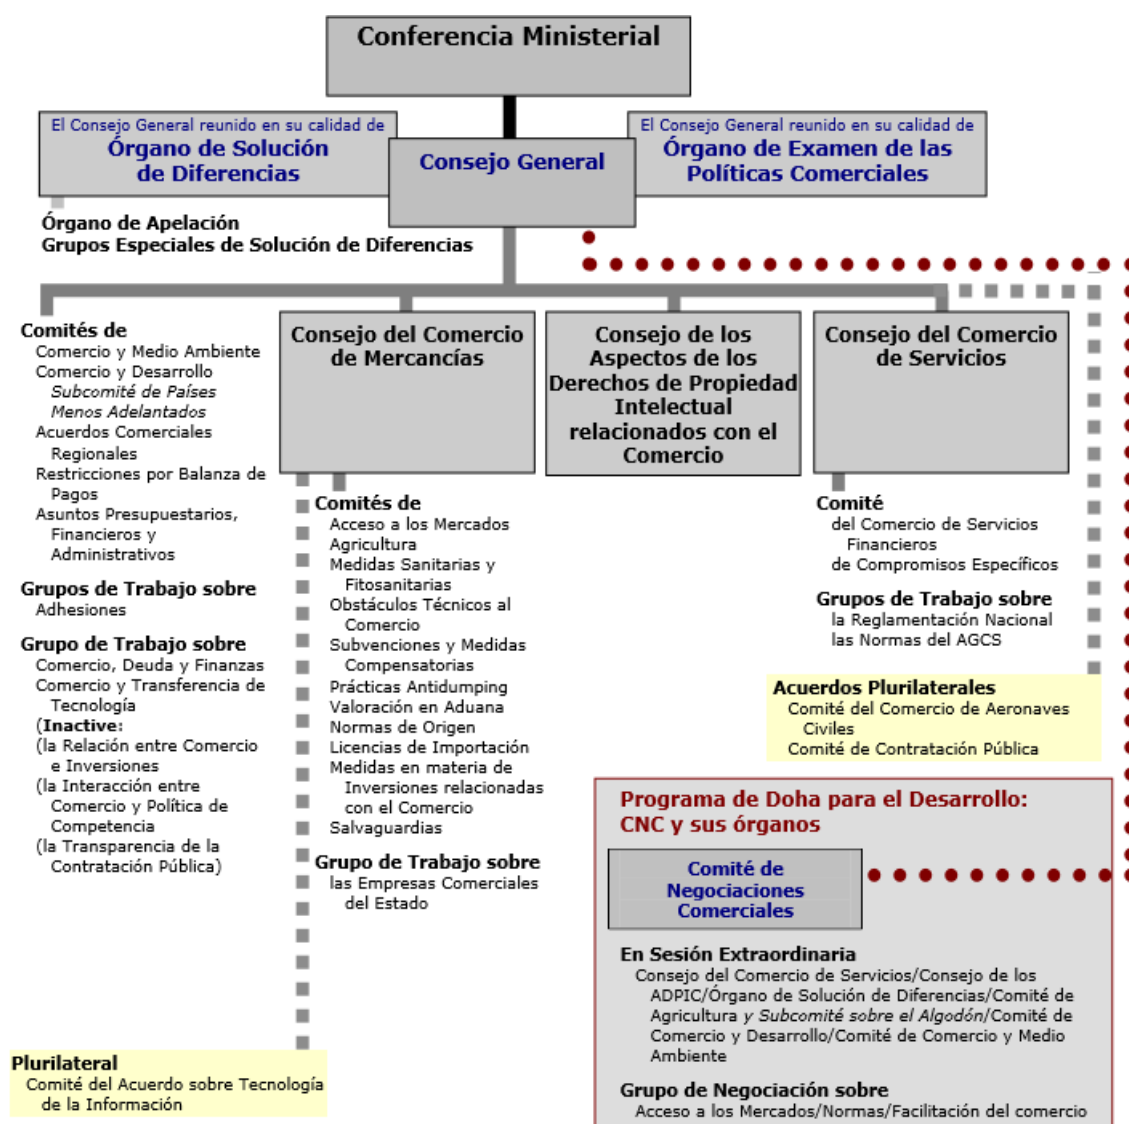 Conferencia Ministerial
El Consejo General reunido en su calidad de
Órgano de Solución
de Diferencias
Consejo General
El Consejo General reunido en su calidad de
Órgano de Examen de las
Políticas Comerciales
Órgano de Apelación
Grupos Especiales de Solución de Diferencias
Comités de
Comercio y Medio Ambiente
Comercio y Desarrollo
Subcomité de Países
Menos Adelantados
Acuerdos Comerciales
Regionales
Restricciones por Balanza de
Pagos
Asuntos Presupuestarios,
Financieros y
Administrativos
Grupos de Trabajo sobre
Adhesiones
Grupo de Trabajo sobre
Comercio, Deuda y Finanzas
Comercio y Transferencia de
Tecnología
(Inactive:
(la Relación entre Comercio
e Inversiones
(la Interacción entre
Comercio y Política de
Competencia
(la Transparencia de la
Contratación Pública)
Plurilateral
Comité del Acuerdo sobre Tecnología
de la Información
Consejo del Comercio
de Mercancías
Comités de
Acceso a los Mercados
Agricultura
Medidas Sanitarias y
Fitosanitarias
Obstáculos Técnicos al
Comercio
Subvenciones y Medidas
Compensatorias
Prácticas Antidumping
Valoración en Aduana
Normas de Origen
Licencias de Importación
Medidas en materia de
Inversiones relacionadas
con el Comercio
Salvaguardias
Grupo de Trabajo sobre
las Empresas Comerciales
del Estado
Consejo de los
Aspectos de los
Derechos de Propiedad
Intelectual
relacionados con el
Comercio
Consejo del Comercio
de Servicios
Comité
del Comercio de Servicios
Financieros
de Compromisos Específicos
Grupos de Trabajo sobre
la Reglamentación Nacional
las Normas del AGCS
Acuerdos Plurilaterales
Comité del Comercio de Aeronaves
Civiles
Comité de Contratación Pública
Programa de Doha para el Desarrollo:
CNC y sus órganos
Comité de
Negociaciones
Comerciales
En Sesión Extraordinaria
Consejo del Comercio de Servicios/Consejo de los
ADPIC/Órgano de Solución de Diferencias/Comité de
Agricultura y Subcomité sobre el Algodón/Comité de
Comercio y Desarrollo/Comité de Comercio y Medio
Ambiente
Grupo de Negociación sobre
Acceso a los Mercados/Normas/Facilitación del comercio